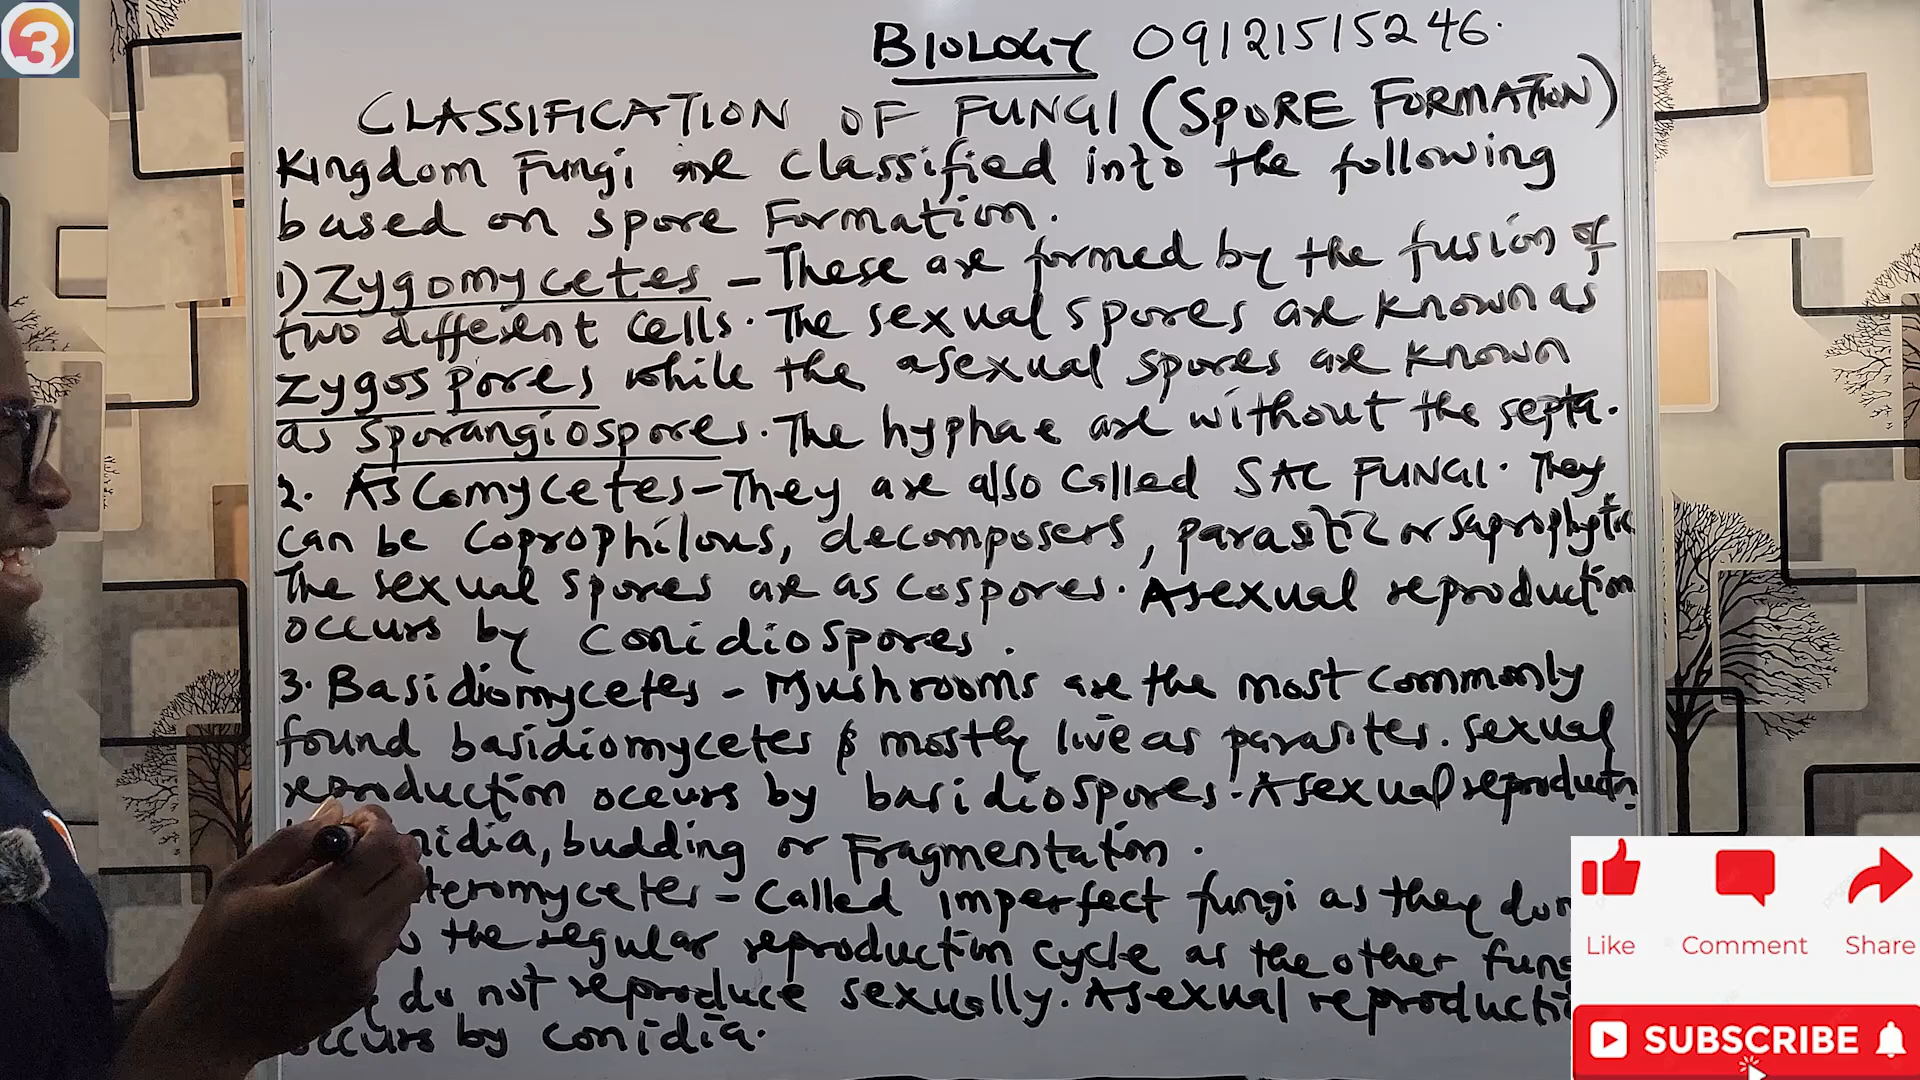 3
BIOLOGY 09121515246.
CLASSIFICATION OF FUNGI (SPORE FORMATION)
Kingdom Fungi are classified into the following
based on spore Formation.
1) Zygomycetes - These are formed by the fusion of
two different cells. The sexual spores are known as
zygospores while the asexual spores are known
as sporangiospores. The hyphae are without the septa.
2. Ascomycetes - They are also called SAC FUNGI. They
can be coprophilous, decomposers, parasitic or saprophytic
The sexual spores are ascospores. Asexual reproduction
occurs by conidiospores.
3. Basidiomycetes - Mushrooms are the most commonly
found basidiomycetes & mostly live as parasites. sexual
reproduction occurs by basidiospores. Asexual reproductn
nidia, budding or Fragmentation.
teromycetes - Called imperfect fungi as they don
the regular reproduction cycle as the other fung
do not reproduce sexually. Asexual reproducti
occurs by conidia.
Like Comment Share
SUBSCRIBE